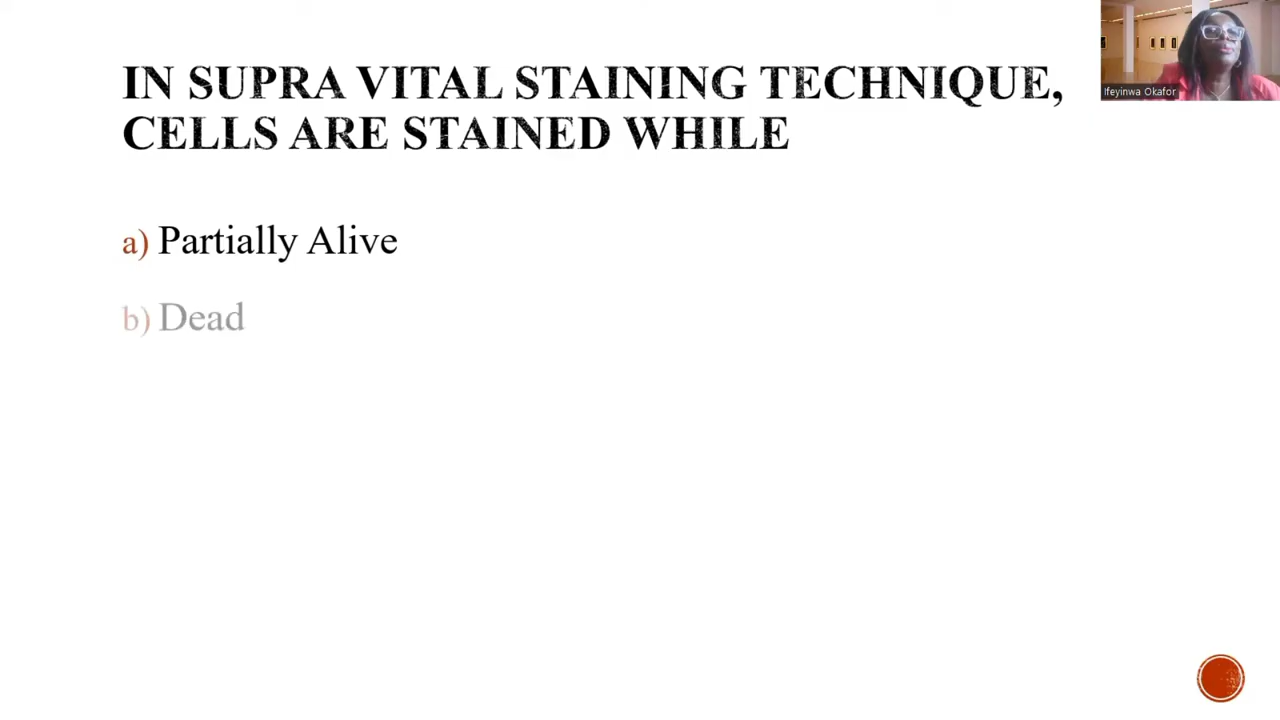 IN SUPRA VITAL STAINING TECHNIQUE,
CELLS ARE STAINED WHILE
a) Partially Alive
b) Dead
Ifeyinwa Okafor